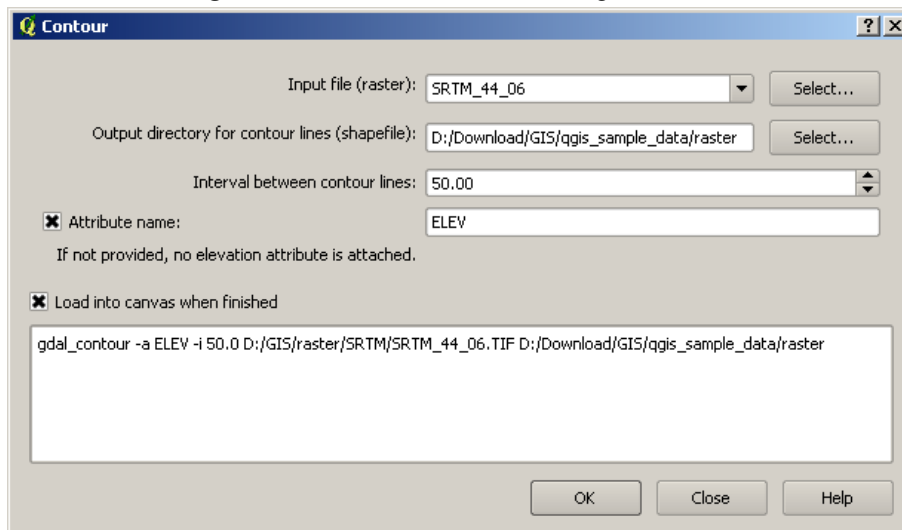 Contour
Input file (raster): SRTM_44_06 Select...
Output directory for contour lines (shapefile): D:/Download/GIS/qgis_sample_data/raster Select...
Interval between contour lines: 50.00
Attribute name: ELEV
If not provided, no elevation attribute is attached.
Load into canvas when finished
gdal_contour -a ELEV -i 50.0 D:/GIS/raster/SRTM/SRTM_44_06.TIF D:/Download/GIS/qgis_sample_data/raster
OK Close Help